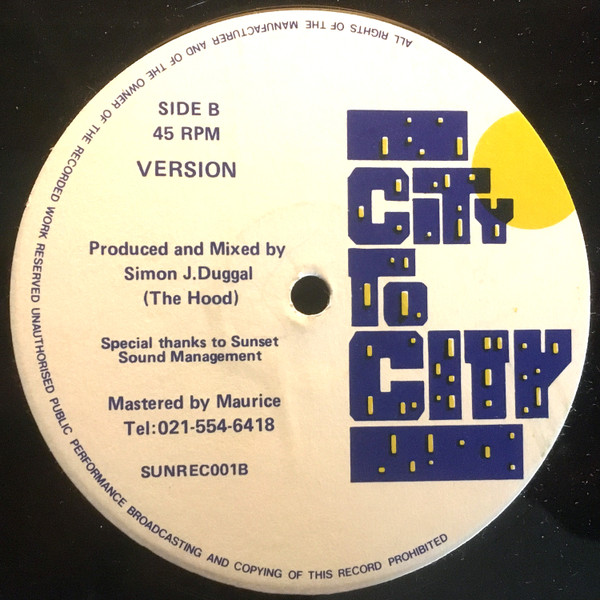 SIDE B
45 RPM
VERSION
Produced and Mixed by
Simon J.Duggal
(The Hood)
Special thanks to Sunset
Sound Management
Mastered by Maurice
Tel:021-554-6418
SUNREC001B
CITY
TO
CITY
ALL RIGHTS OF THE MANUFACTURER AND OF THE OWNER OF THE RECORDED WORK RESERVED UNAUTHORISED PUBLIC PERFORMANCE BROADCASTING AND COPYING OF THIS RECORD PROHIBITED